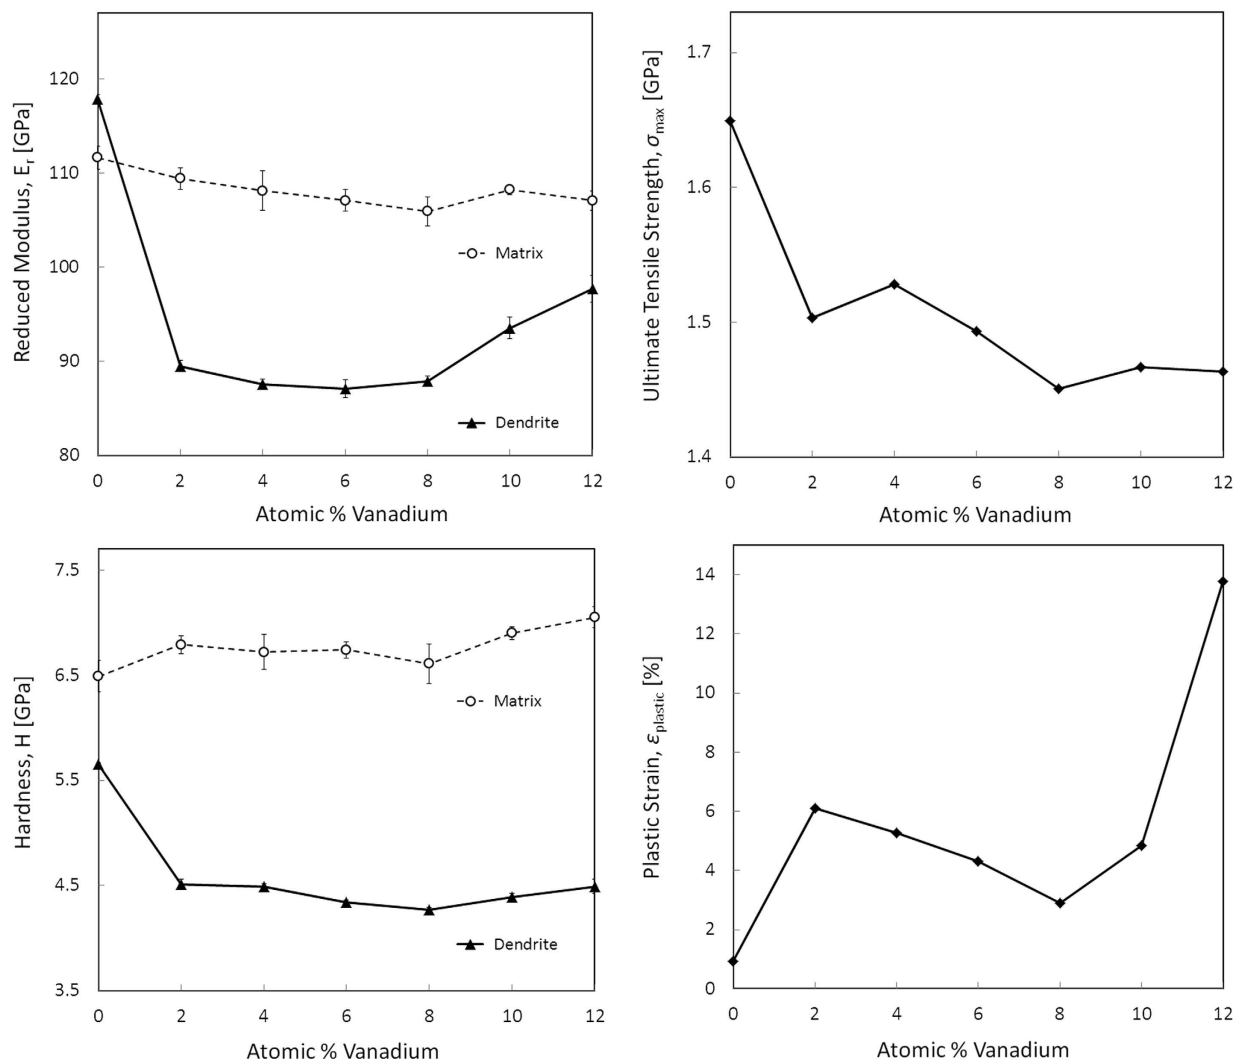 120
110
100
90
80
Reduced Modulus, Er [GPa]
Matrix
Dendrite
0 2 4 6 8 10 12
Atomic % Vanadium
1.7
1.6
1.5
1.4
Ultimate Tensile Strength, σmax [GPa]
0 2 4 6 8 10 12
Atomic % Vanadium
7.5
6.5
5.5
4.5
3.5
Hardness, H [GPa]
Matrix
Dendrite
0 2 4 6 8 10 12
Atomic % Vanadium
14
12
10
8
6
4
2
0
Plastic Strain, εplastic [%]
0 2 4 6 8 10 12
Atomic % Vanadium